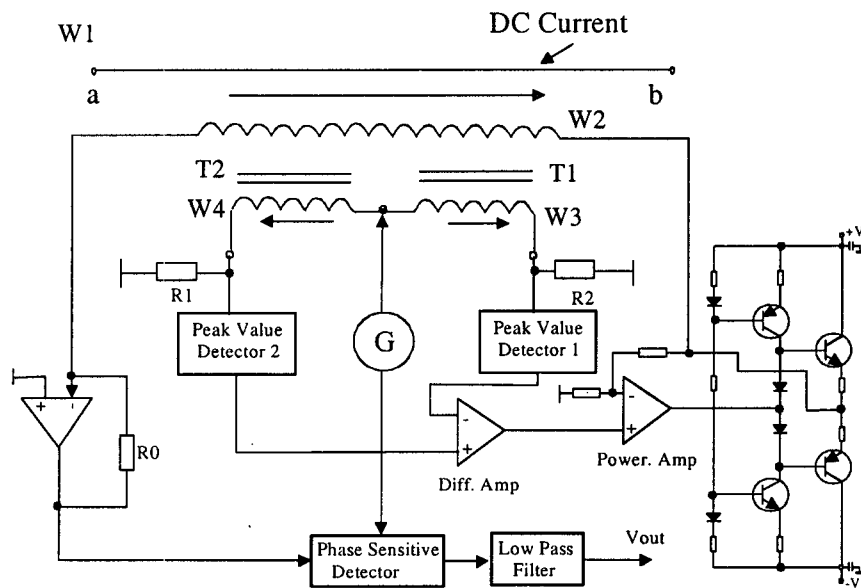 DC Current
W1
a
b
W2
T2
T1
W4
W3
R1
R2
Peak Value
Detector 2
G
Peak Value
Detector 1
+V
+
-
R0
-
+
Diff. Amp
-
+
Power. Amp
Phase Sensitive
Detector
Low Pass
Filter
Vout
-V